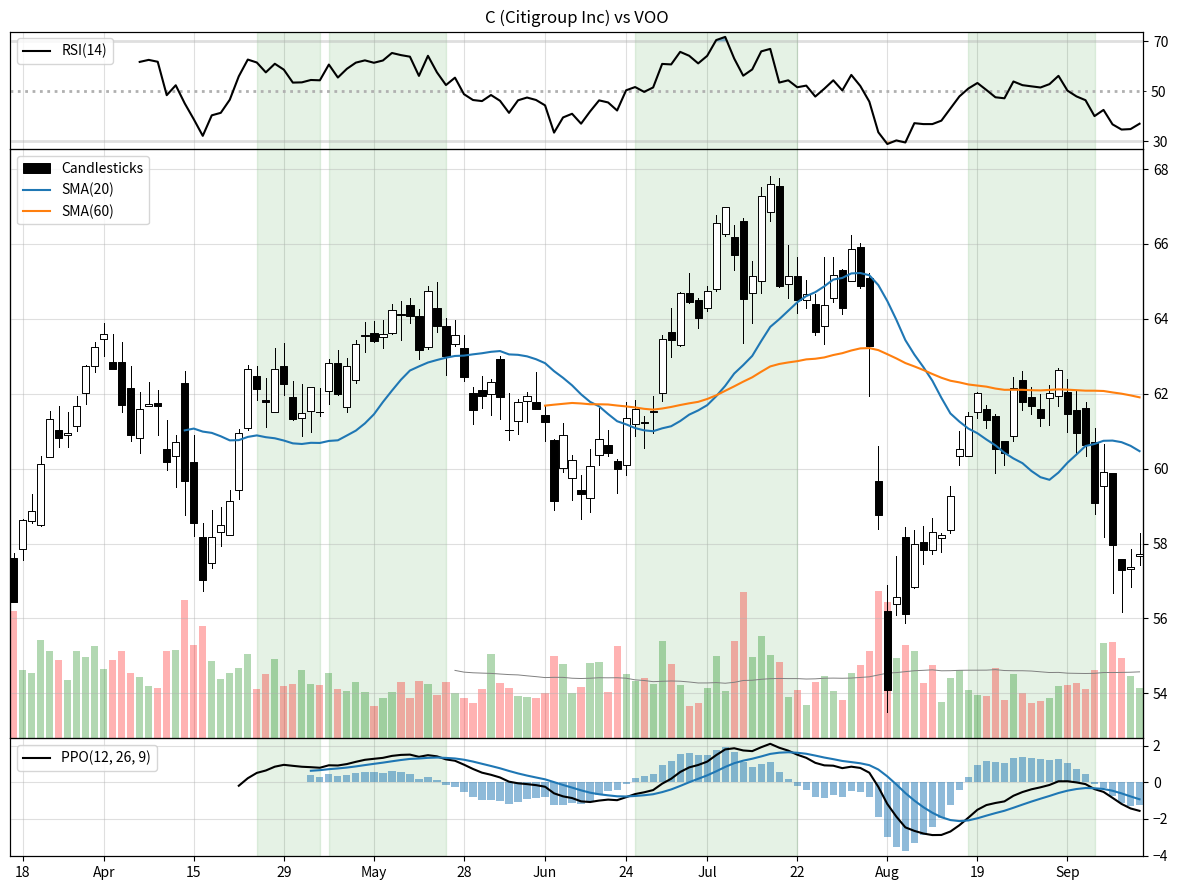 C (Citigroup Inc) vs VOO
RSI(14)
70
50
30
Candlesticks
SMA(20)
SMA(60)
68
66
64
62
60
58
56
54
PPO(12, 26, 9)
2
0
−2
−4
18 Apr 15 29 May 28 Jun 24 Jul 22 Aug 19 Sep